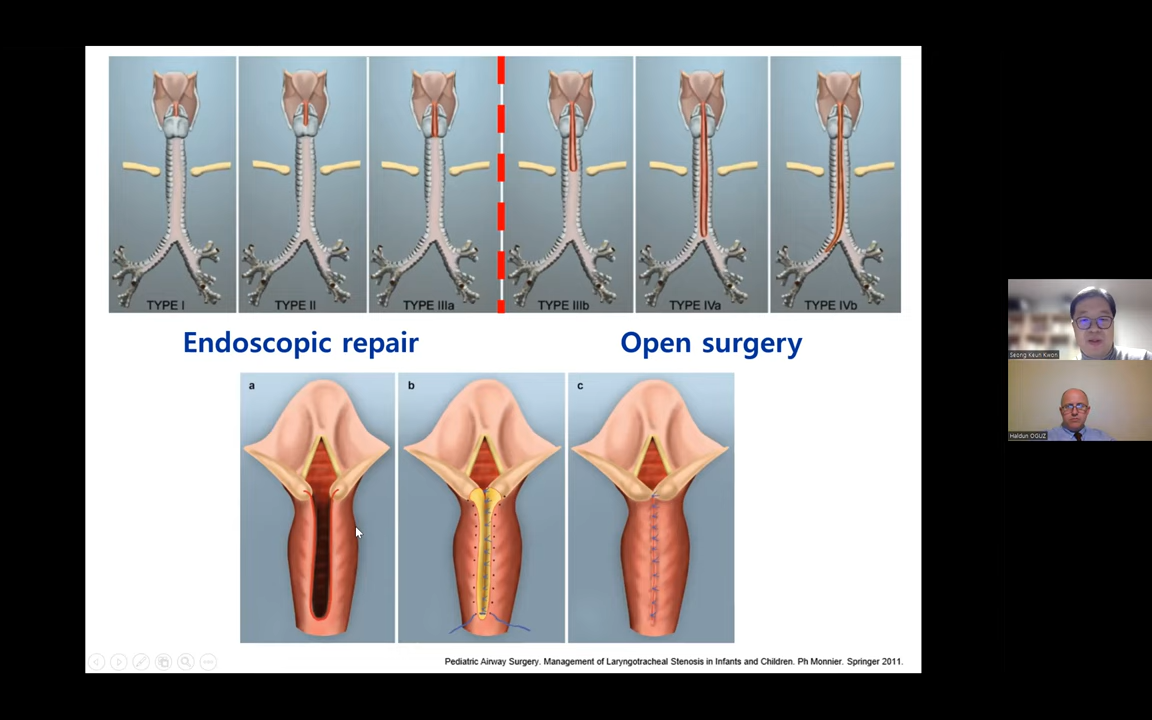 TYPE I
TYPE II
TYPE IIIa
TYPE IIIb
TYPE IVa
TYPE IVb
Endoscopic repair
Open surgery
a
b
c
Seong Keun Kwon
Haldun OGUZ
Pediatric Airway Surgery. Management of Laryngotracheal Stenosis in Infants and Children. Ph Monnier. Springer 2011.